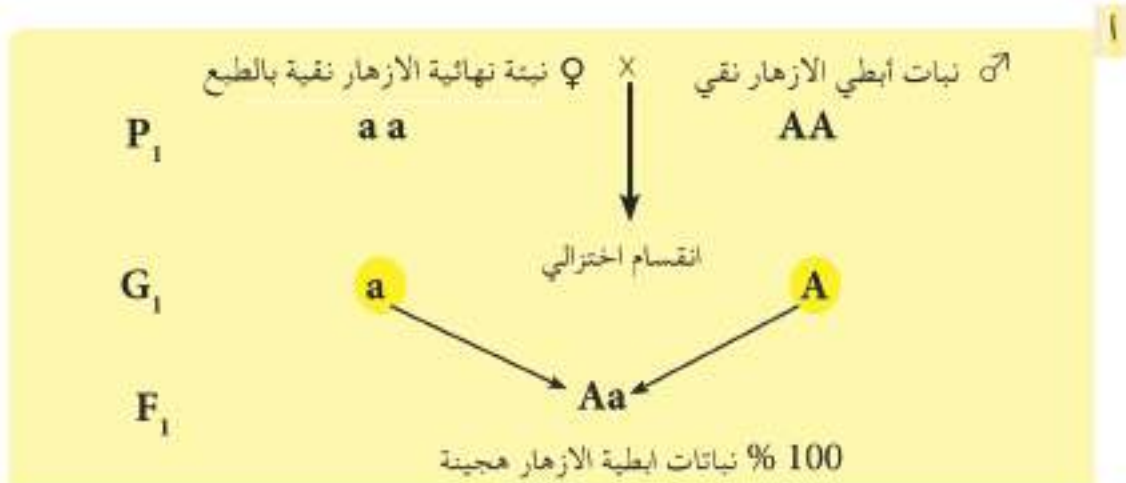 ١
♂ نبات أبطي الازهار نقي × ♀ نبتة نهائية الازهار نقية بالطبع
P₁ a a AA
انقسام اختزالي
G₁ a A
F₁ Aa
100 % نباتات ابطية الازهار هجينة